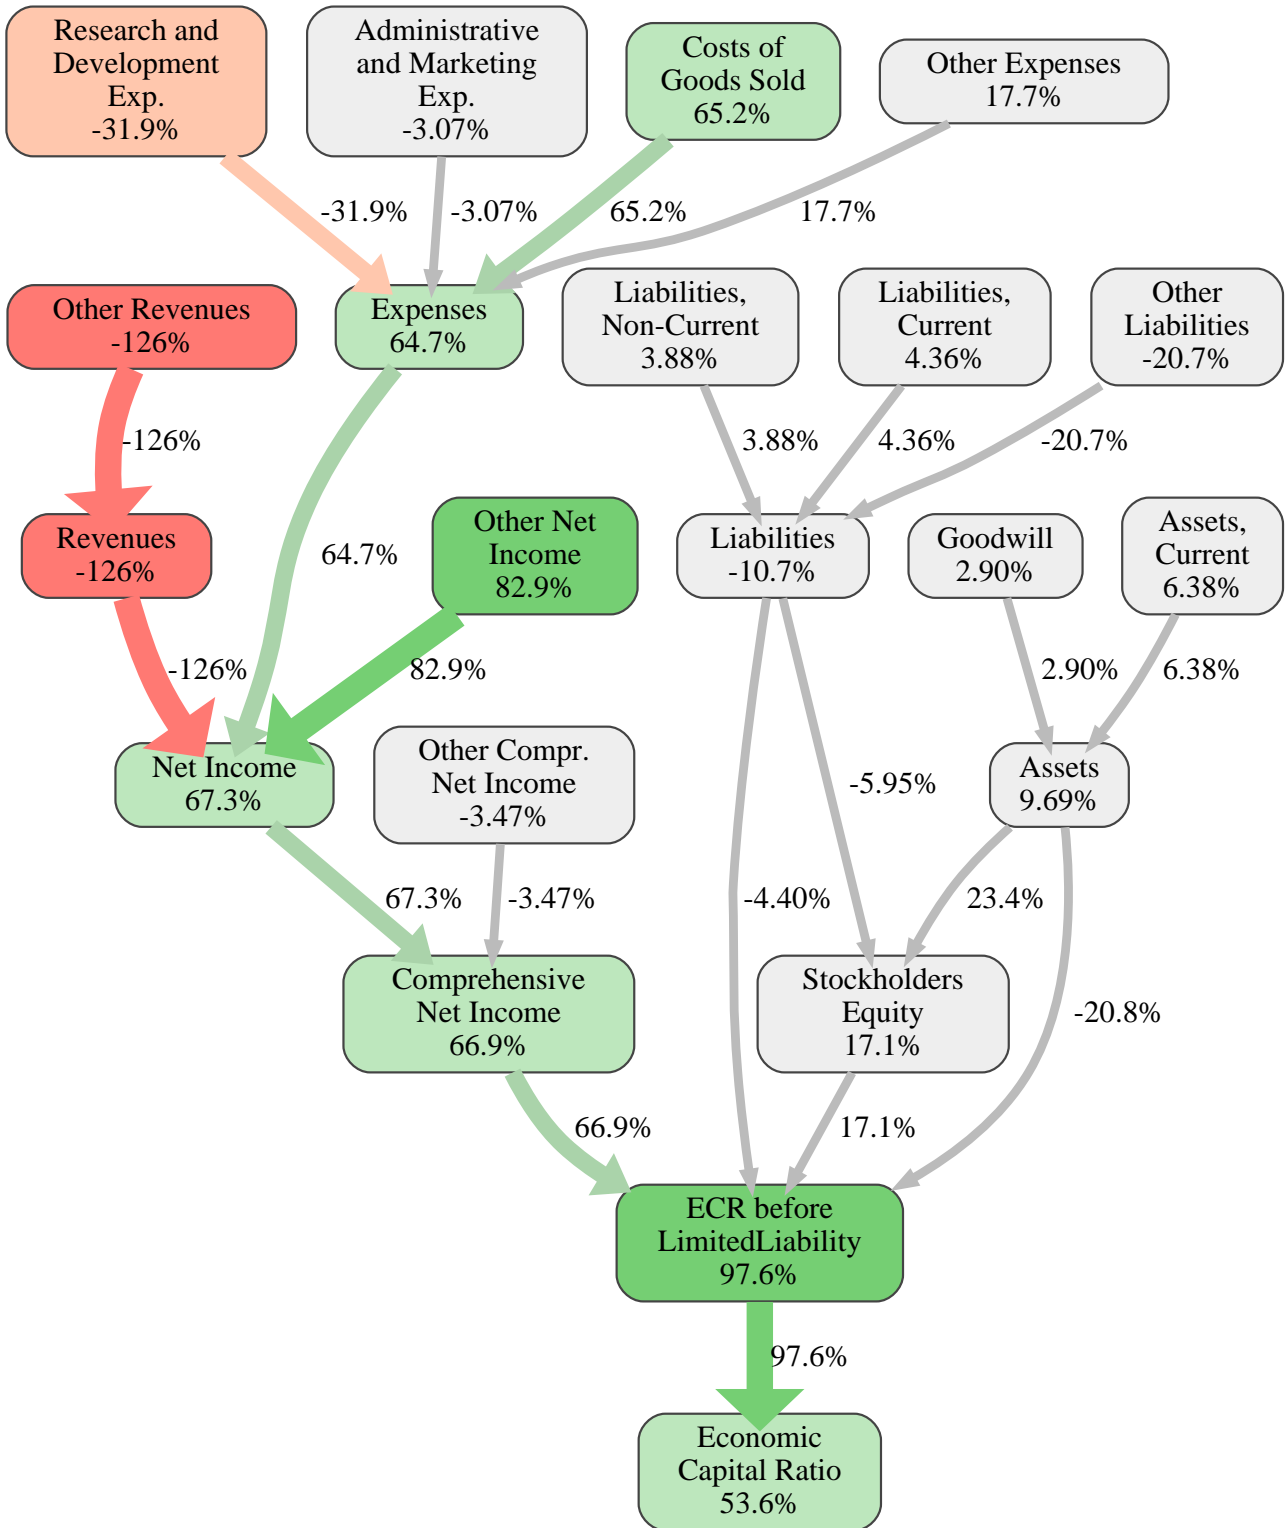 Research and
Development
Exp.
-31.9%
Administrative
and Marketing
Exp.
-3.07%
Costs of
Goods Sold
65.2%
Other Expenses
17.7%
-31.9%
-3.07%
65.2%
17.7%
Other Revenues
-126%
Expenses
64.7%
Liabilities,
Non-Current
3.88%
Liabilities,
Current
4.36%
Other
Liabilities
-20.7%
-126%
3.88%
4.36%
-20.7%
Revenues
-126%
64.7%
Other Net
Income
82.9%
Liabilities
-10.7%
Goodwill
2.90%
Assets,
Current
6.38%
-126%
82.9%
2.90%
6.38%
Net Income
67.3%
Other Compr.
Net Income
-3.47%
-5.95%
Assets
9.69%
67.3%
-3.47%
-4.40%
23.4%
Comprehensive
Net Income
66.9%
Stockholders
Equity
17.1%
-20.8%
66.9%
17.1%
ECR before
LimitedLiability
97.6%
97.6%
Economic
Capital Ratio
53.6%